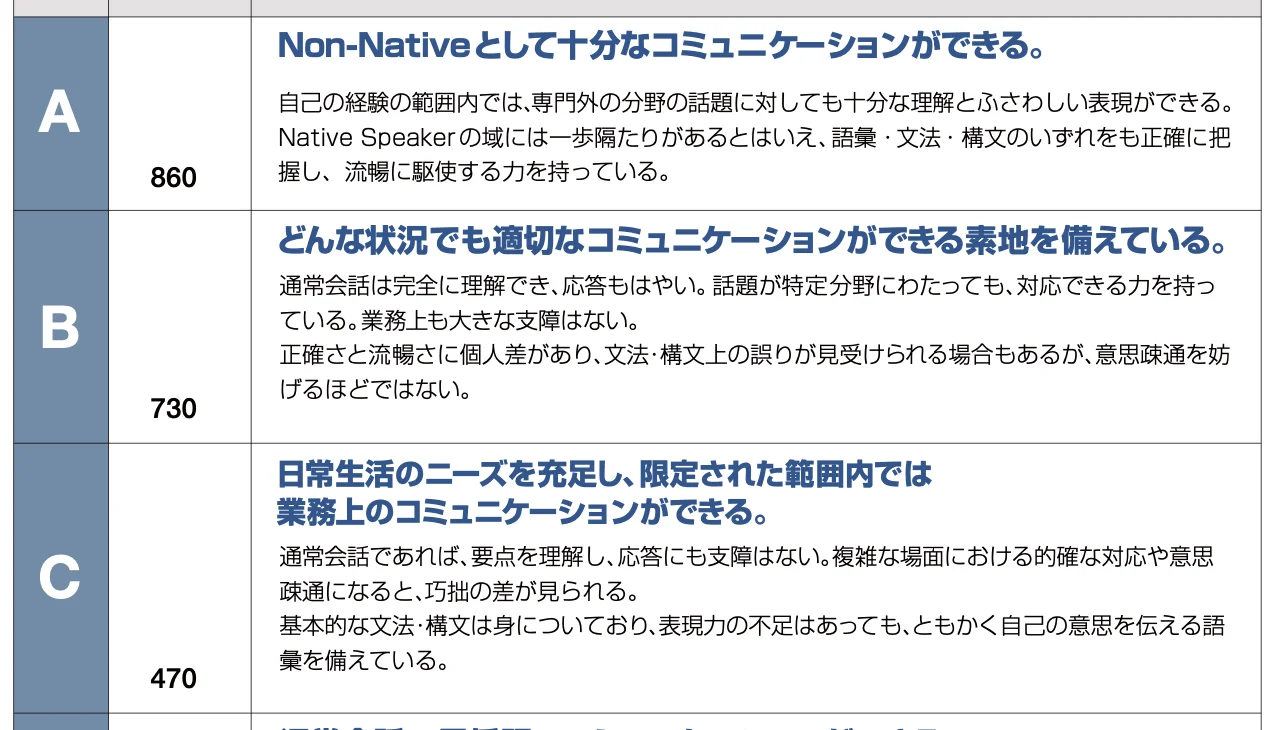 A
860
Non-Nativeとして十分なコミュニケーションができる。
自己の経験の範囲内では、専門外の分野の話題に対しても十分な理解とふさわしい表現ができる。
Native Speakerの域には一歩隔たりがあるとはいえ、語彙・文法・構文のいずれをも正確に把
握し、流暢に駆使する力を持っている。
B
730
どんな状況でも適切なコミュニケーションができる素地を備えている。
通常会話は完全に理解でき、応答もはやい。話題が特定分野にわたっても、対応できる力を持っ
ている。業務上も大きな支障はない。
正確さと流暢さに個人差があり、文法・構文上の誤りが見受けられる場合もあるが、意思疎通を妨
げるほどではない。
C
470
日常生活のニーズを充足し、限定された範囲内では
業務上のコミュニケーションができる。
通常会話であれば、要点を理解し、応答にも支障はない。複雑な場面における的確な対応や意思
疎通になると、巧拙の差が見られる。
基本的な文法・構文は身についており、表現力の不足はあっても、ともかく自己の意思を伝える語
彙を備えている。